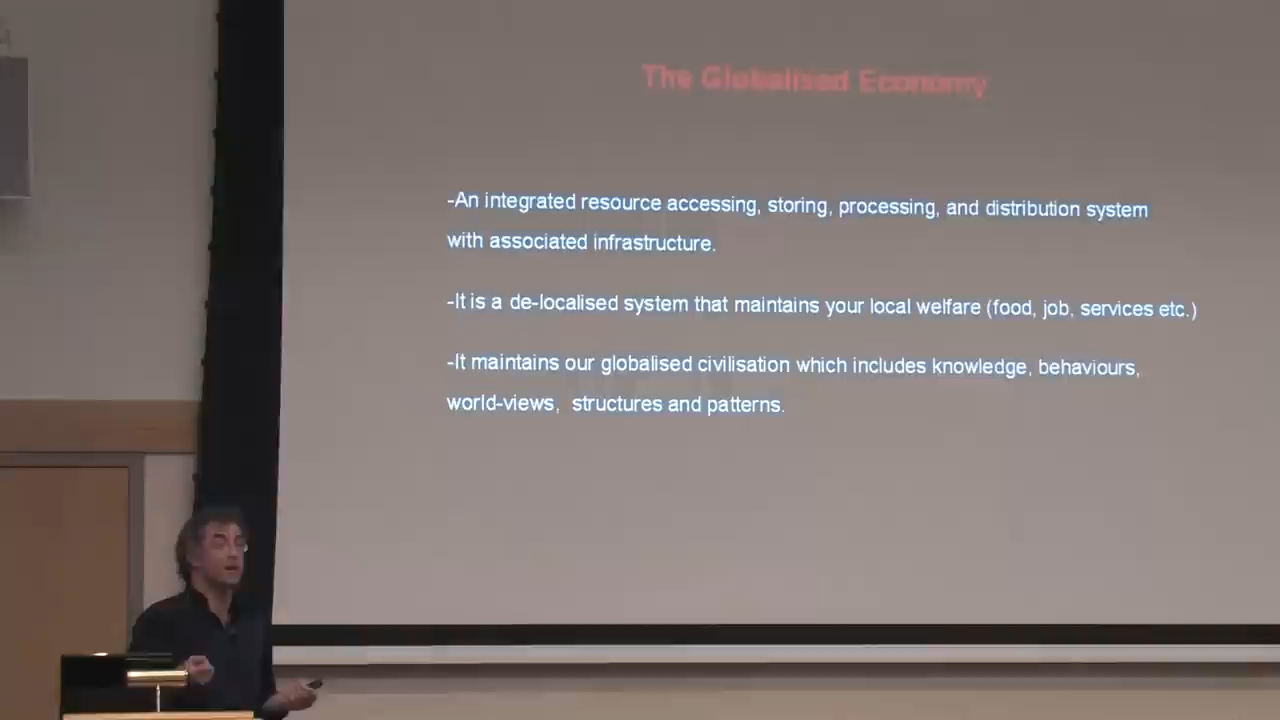 The Globalised Economy
-An integrated resource accessing, storing, processing, and distribution system
with associated infrastructure.
-It is a de-localised system that maintains your local welfare (food, job, services etc.)
-It maintains our globalised civilisation which includes knowledge, behaviours,
world-views, structures and patterns.